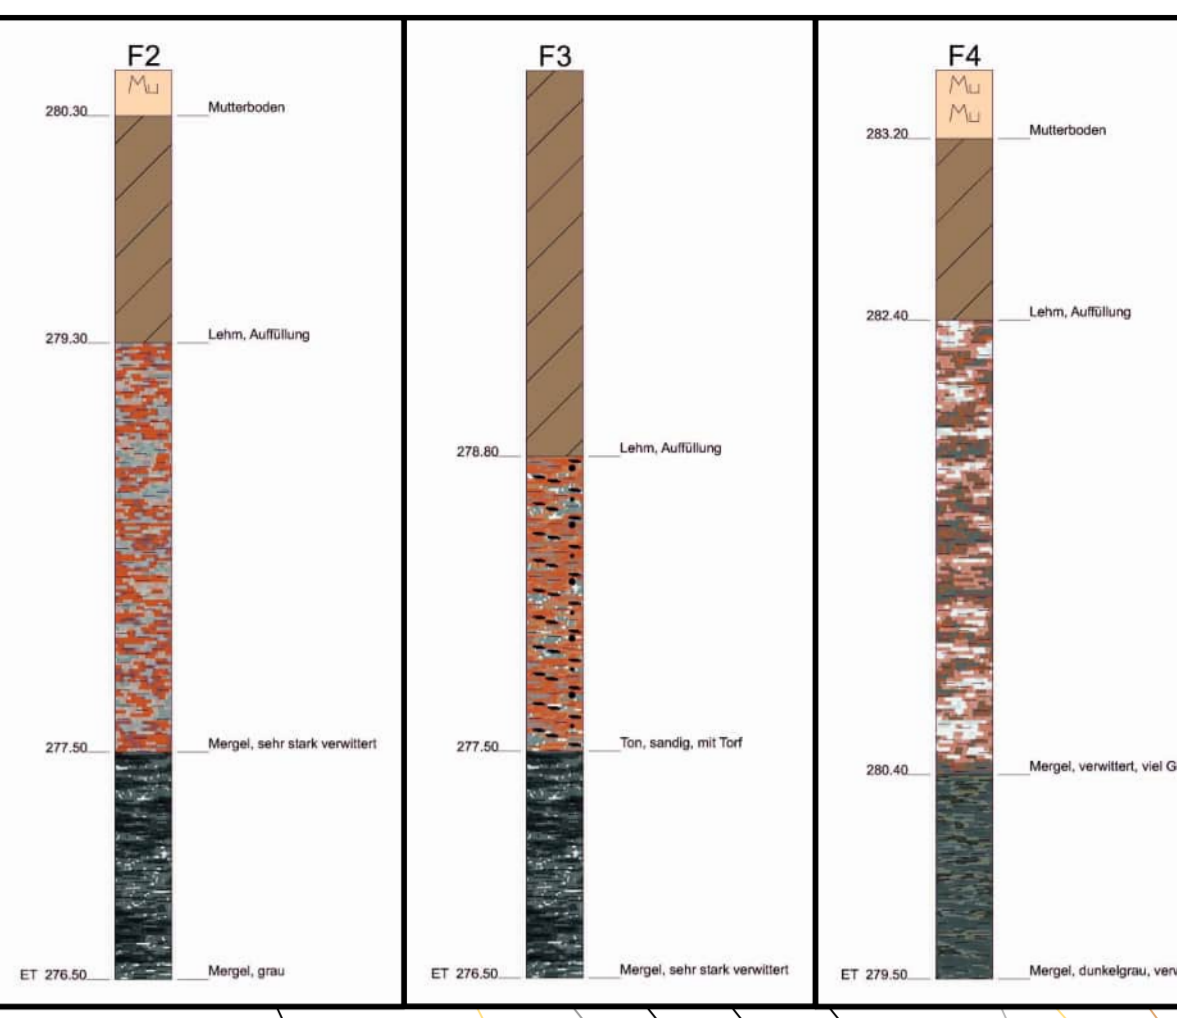 F2
Mu
280.30 Mutterboden
279.30 Lehm, Auffüllung
277.50 Mergel, sehr stark verwittert
ET 276.50 Mergel, grau
F3
278.80 Lehm, Auffüllung
277.50 Ton, sandig, mit Torf
ET 276.50 Mergel, sehr stark verwittert
F4
Mu
Mu
283.20 Mutterboden
282.40 Lehm, Auffüllung
280.40 Mergel, verwittert, viel
ET 279.50 Mergel, dunkelgrau,